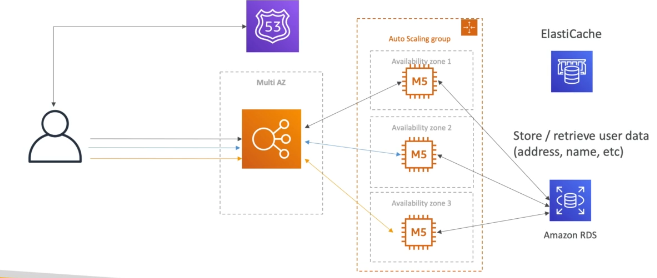 53
Auto Scaling group
ElastiCache
Multi AZ
Availability zone 1
M5
Availability zone 2
M5
Store / retrieve user data
(address, name, etc)
Availability zone 3
M5
Amazon RDS